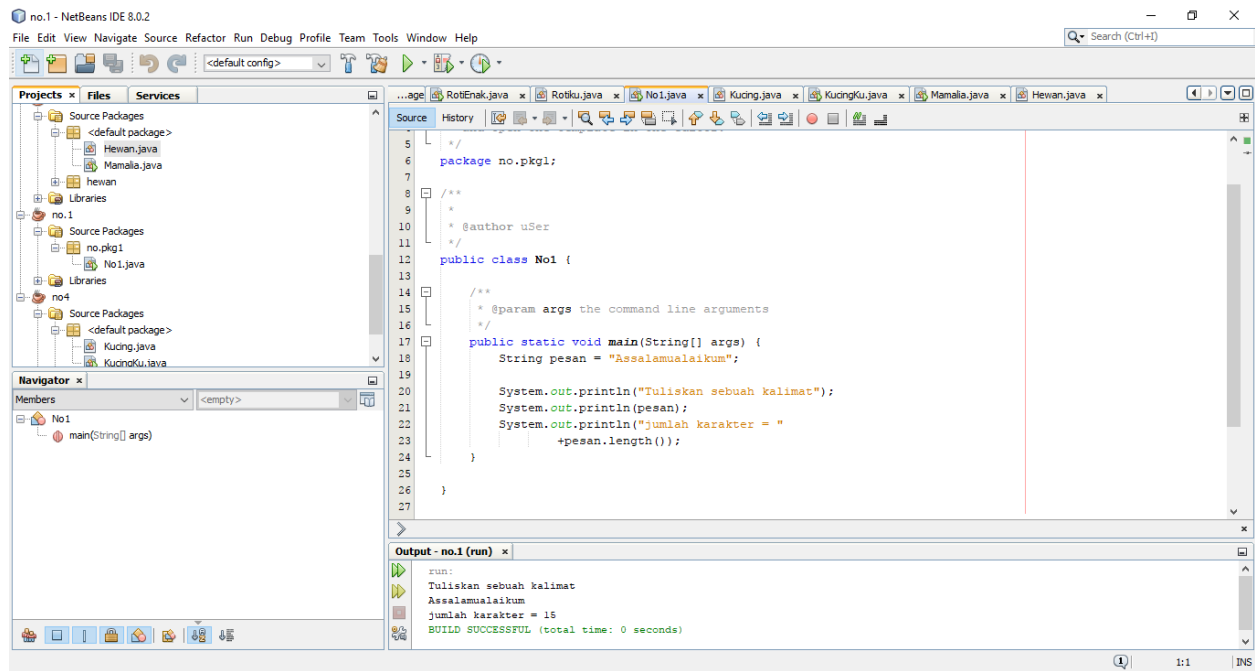 no.1 - NetBeans IDE 8.0.2
File Edit View Navigate Source Refactor Run Debug Profile Team Tools Window Help
Search (Ctrl+I)
<default config>
Projects x Files Services
Source Packages
<default package>
Hewan.java
Mamalia.java
hewan
Libraries
no.1
Source Packages
no.pkg1
No1.java
Libraries
no4
Source Packages
<default package>
Kucing.java
KucingKu.java
Navigator x
Members <empty>
No1
main(String[] args)
...age RotiEnak.java x Rotiku.java x No1.java x Kucing.java x KucingKu.java x Mamalia.java x Hewan.java x
Source History
5 */
6 package no.pkg1;
7
8 /**
9 *
10 * @author uSer
11 */
12 public class No1 {
13
14 /**
15 * @param args the command line arguments
16 */
17 public static void main(String[] args) {
18 String pesan = "Assalamualaikum";
19
20 System.out.println("Tuliskan sebuah kalimat");
21 System.out.println(pesan);
22 System.out.println("jumlah karakter = "
23 +pesan.length());
24 }
25
26 }
27
Output - no.1 (run) x
run:
Tuliskan sebuah kalimat
Assalamualaikum
jumlah karakter = 15
BUILD SUCCESSFUL (total time: 0 seconds)
1 1:1 INS